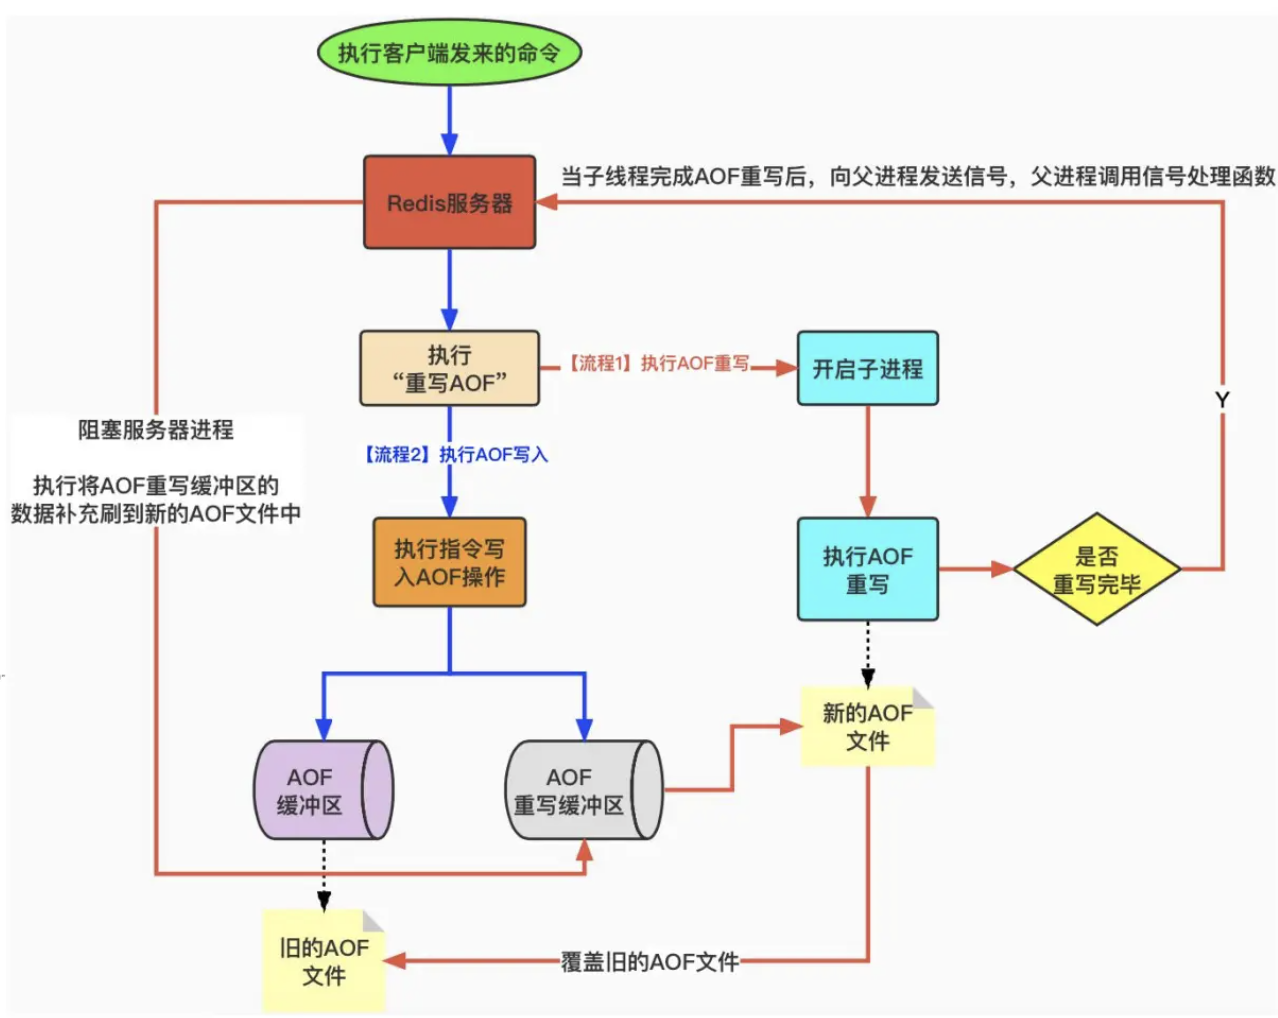 执行客户端发来的命令
当子线程完成AOF重写后，向父进程发送信号，父进程调用信号处理函数
Redis服务器
执行
“重写AOF”
【流程1】执行AOF重写
开启子进程
Y
阻塞服务器进程
执行将AOF重写缓冲区的
数据补充刷到新的AOF文件中
【流程2】执行AOF写入
执行指令写
入AOF操作
执行AOF
重写
是否
重写完毕
新的AOF
文件
AOF
缓冲区
AOF
重写缓冲区
旧的AOF
文件
覆盖旧的AOF文件